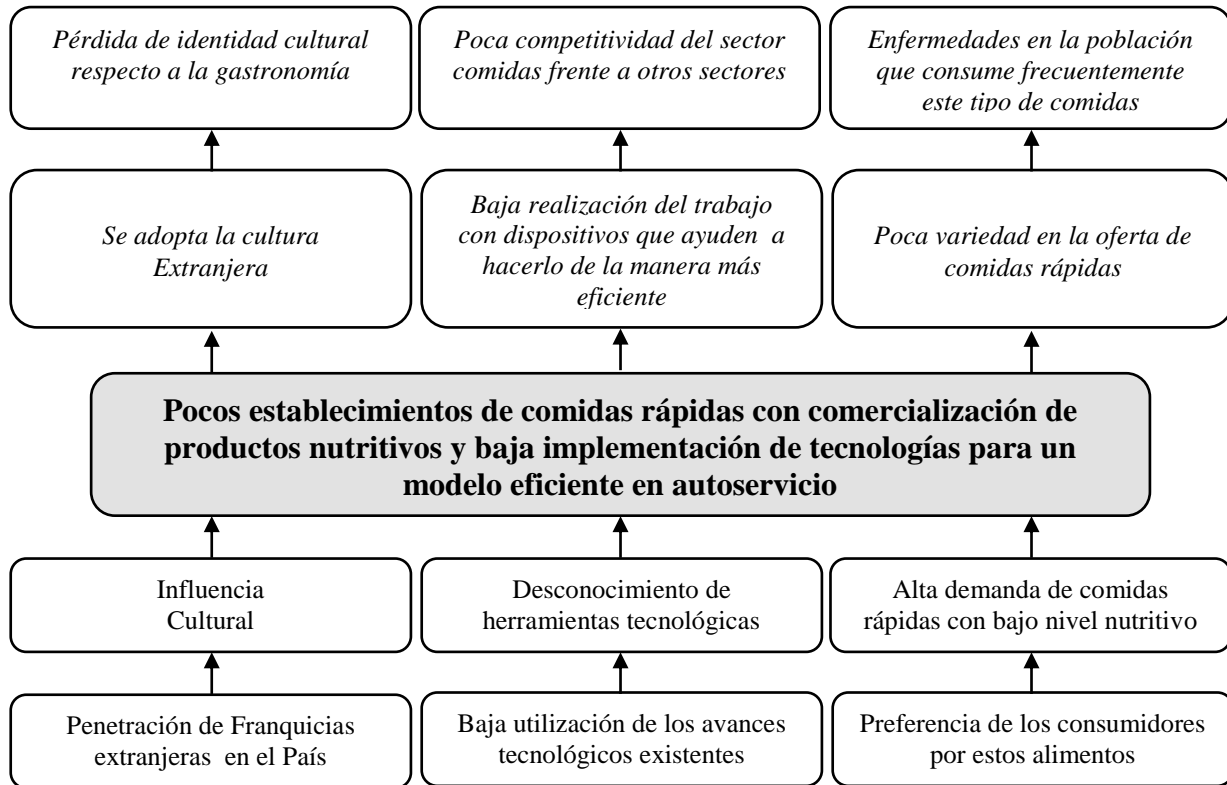 Pérdida de identidad cultural
respecto a la gastronomía
Poca competitividad del sector
comidas frente a otros sectores
Enfermedades en la población
que consume frecuentemente
este tipo de comidas
Se adopta la cultura
Extranjera
Baja realización del trabajo
con dispositivos que ayuden  a
hacerlo de la manera más
eficiente
Poca variedad en la oferta de
comidas rápidas
Pocos establecimientos de comidas rápidas con comercialización de
productos nutritivos y baja implementación de tecnologías para un
modelo eficiente en autoservicio
Influencia
Cultural
Desconocimiento de
herramientas tecnológicas
Alta demanda de comidas
rápidas con bajo nivel nutritivo
Penetración de Franquicias
extranjeras  en el País
Baja utilización de los avances
tecnológicos existentes
Preferencia de los consumidores
por estos alimentos